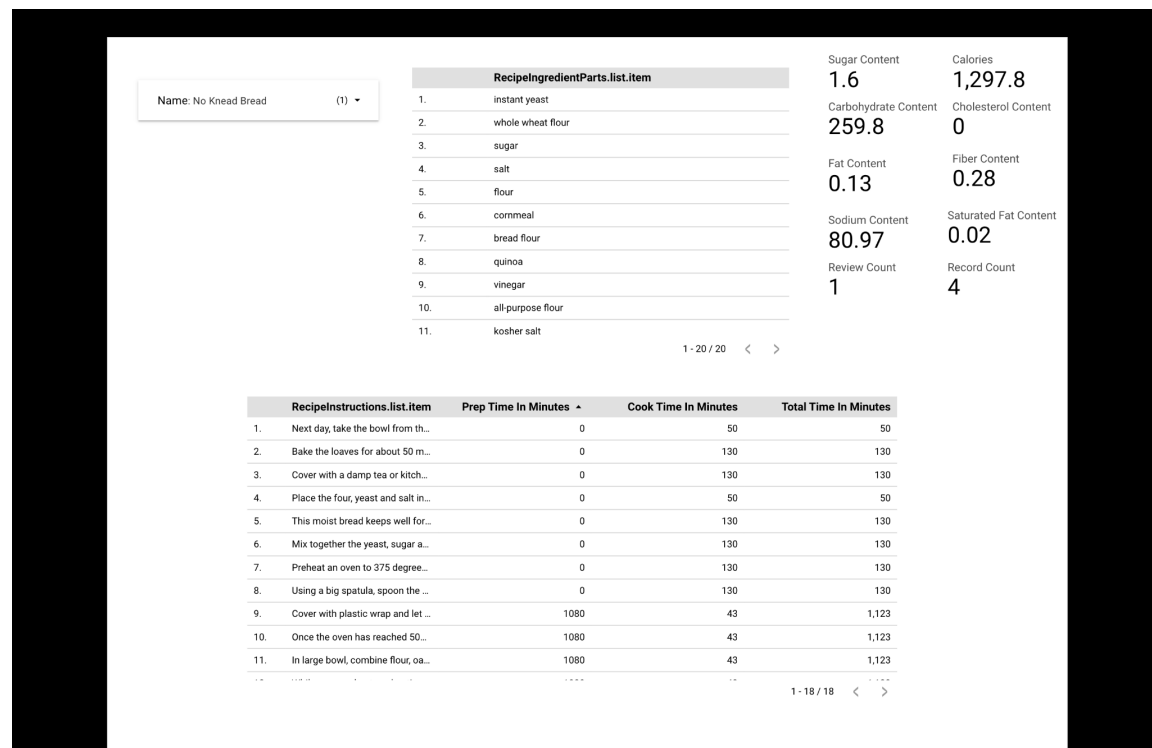 Name: No Knead Bread (1)
RecipeIngredientParts.list.item
1. instant yeast
2. whole wheat flour
3. sugar
4. salt
5. flour
6. cornmeal
7. bread flour
8. quinoa
9. vinegar
10. all-purpose flour
11. kosher salt
1 - 20 / 20
Sugar Content Calories
1.6 1,297.8
Carbohydrate Content Cholesterol Content
259.8 0
Fat Content Fiber Content
0.13 0.28
Sodium Content Saturated Fat Content
80.97 0.02
Review Count Record Count
1 4
RecipeInstructions.list.item Prep Time In Minutes Cook Time In Minutes Total Time In Minutes
1. Next day, take the bowl from th... 0 50 50
2. Bake the loaves for about 50 m... 0 130 130
3. Cover with a damp tea or kitch... 0 130 130
4. Place the four, yeast and salt in... 0 50 50
5. This moist bread keeps well for... 0 130 130
6. Mix together the yeast, sugar a... 0 130 130
7. Preheat an oven to 375 degree... 0 130 130
8. Using a big spatula, spoon the ... 0 130 130
9. Cover with plastic wrap and let ... 1080 43 1,123
10. Once the oven has reached 50... 1080 43 1,123
11. In large bowl, combine flour, oa... 1080 43 1,123
1 - 18 / 18